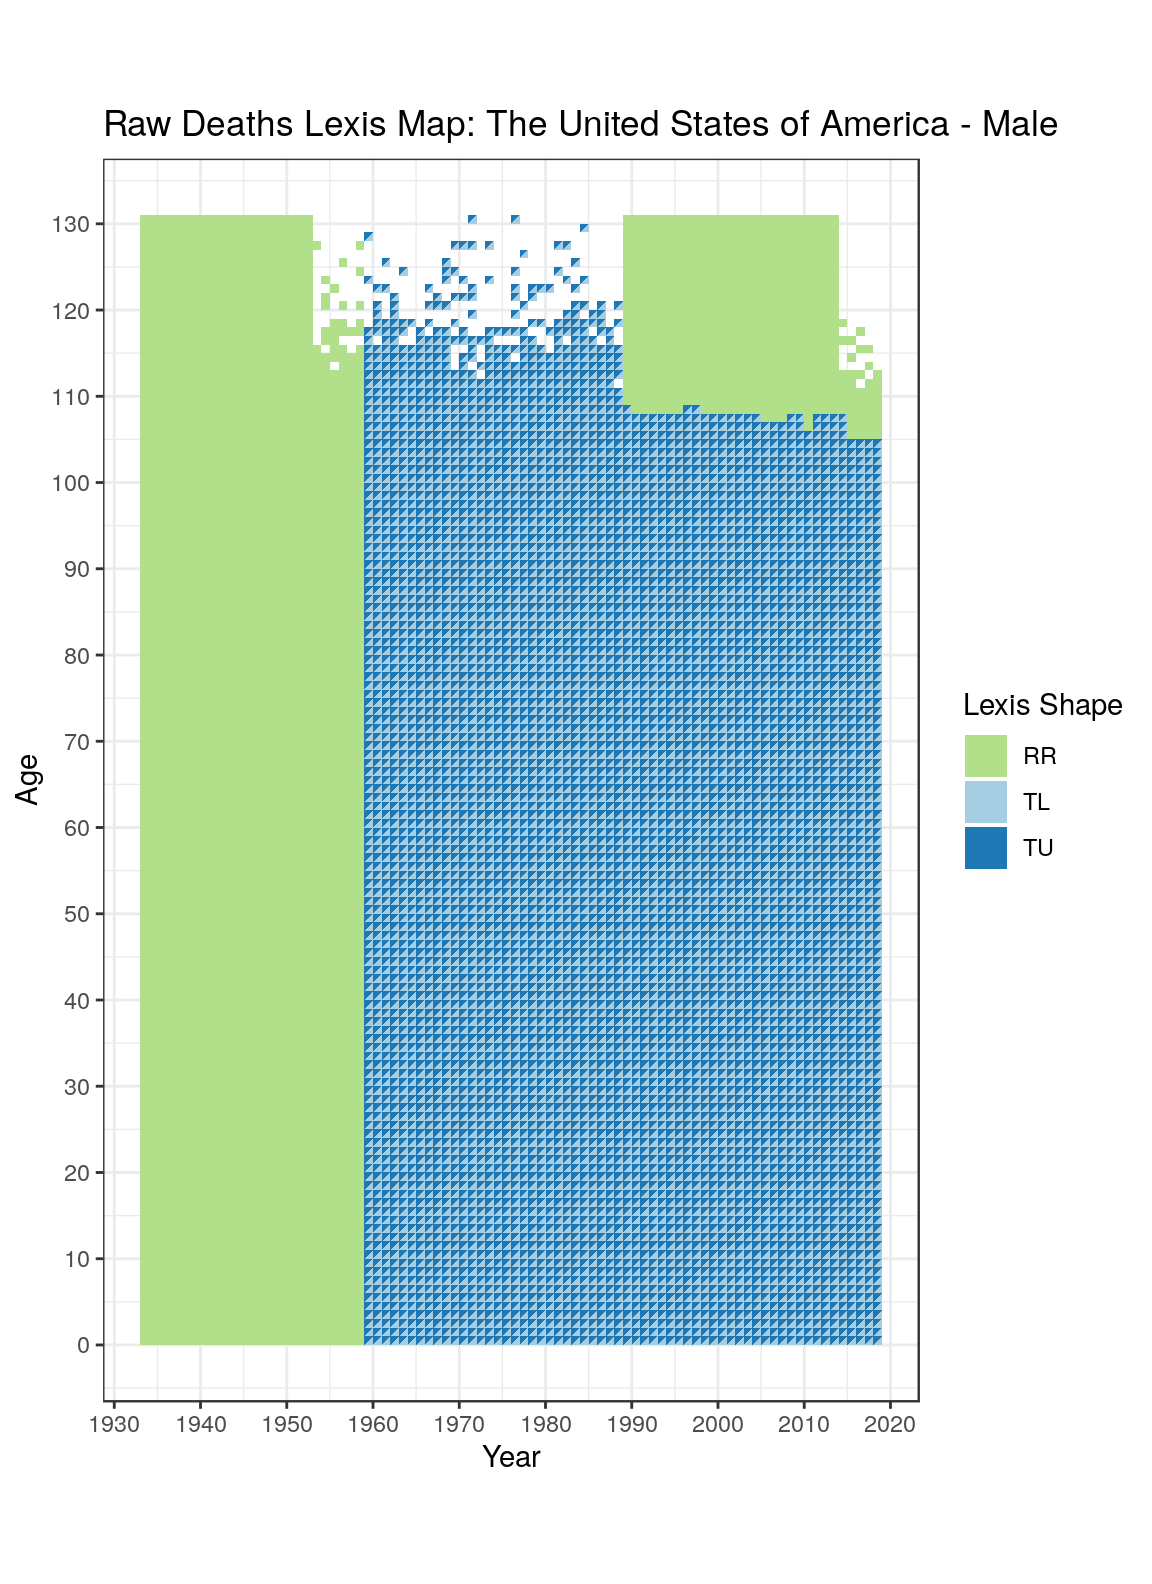 Raw Deaths Lexis Map: The United States of America - Male
130
120
110
100
90
80
70
60
50
40
30
20
10
0
Age
1930 1940 1950 1960 1970 1980 1990 2000 2010 2020
Year
Lexis Shape
RR
TL
TU